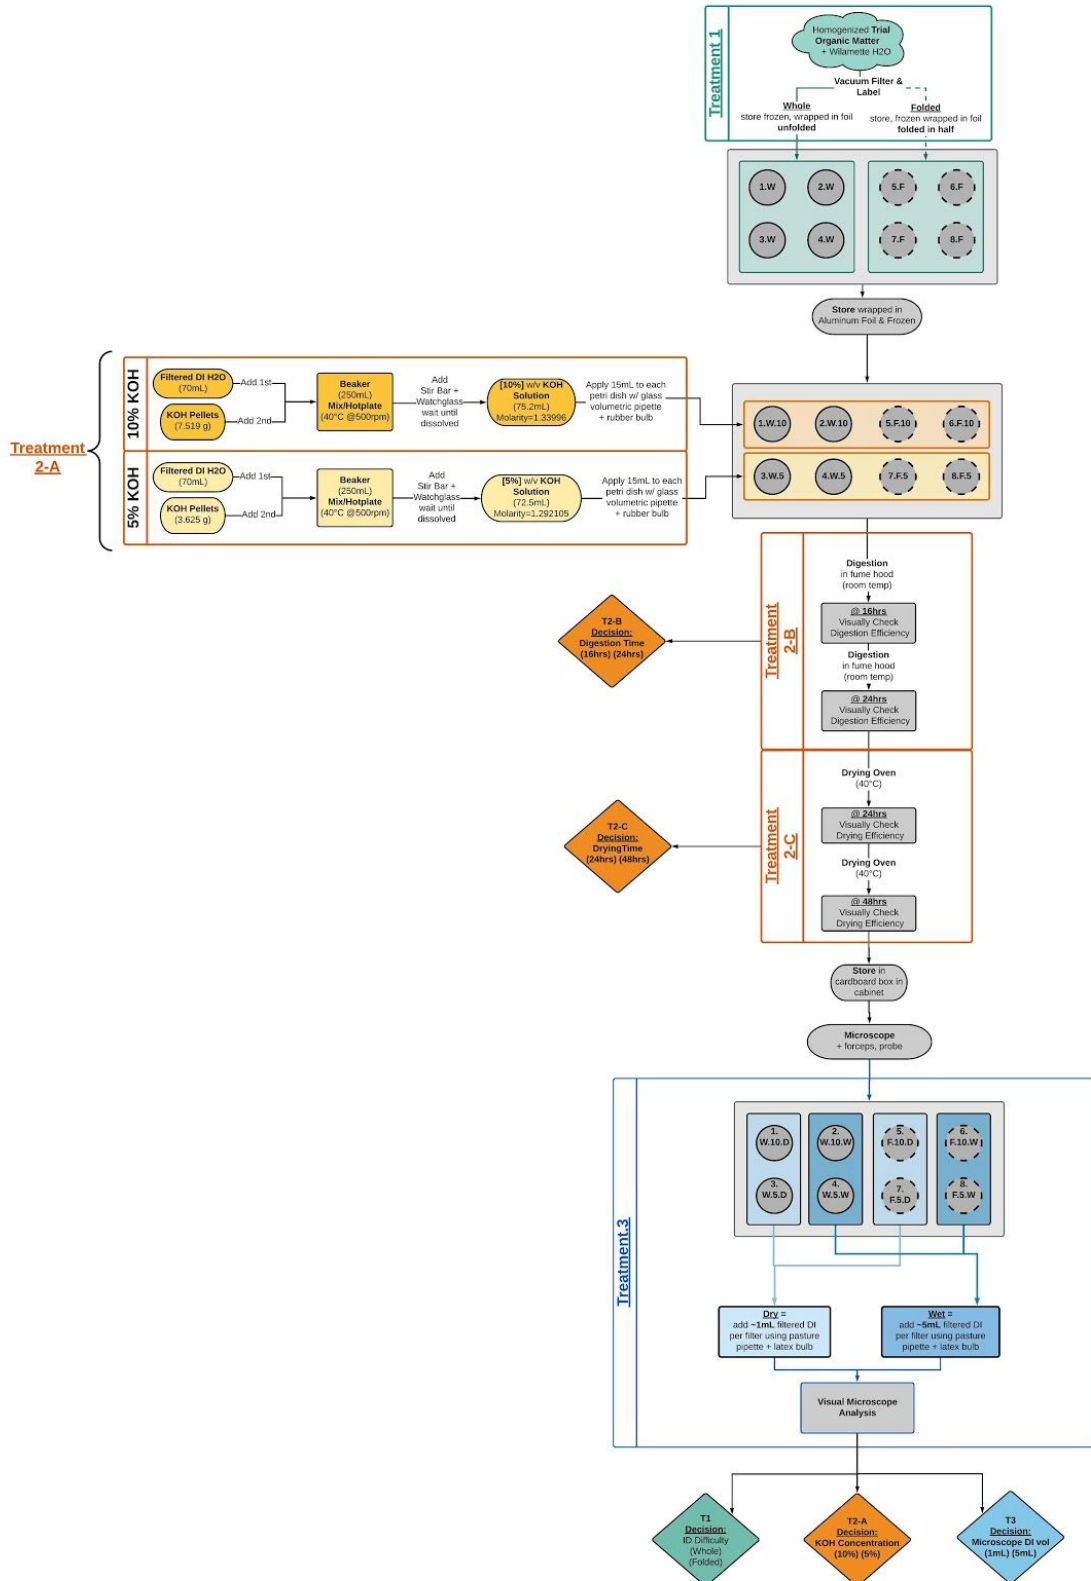 Treatment 1
Homogenized Trial
Organic Matter
+ Wilamette H2O
Vacuum Filter &
Label
Whole
store frozen, wrapped in foil
unfolded
Folded
store, frozen wrapped in foil
folded in half
1.W
2.W
5.F
6.F
3.W
4.W
7.F
8.F
Store wrapped in
Aluminum Foil & Frozen
Treatment
2-A
10% KOH
Filtered DI H2O
(70mL)
Add 1st
KOH Pellets
(7.519 g)
Add 2nd
Beaker
(250mL)
Mix/Hotplate
(40°C @500rpm)
Add
Stir Bar +
Watchglass
wait until
dissolved
[10%] w/v KOH
Solution
(75.2mL)
Molarity=1.33996
Apply 15mL to each
petri dish w/ glass
volumetric pipette
+ rubber bulb
1.W.10
2.W.10
5.F.10
6.F.10
5% KOH
Filtered DI H2O
(70mL)
Add 1st
KOH Pellets
(3.625 g)
Add 2nd
Beaker
(250mL)
Mix/Hotplate
(40°C @500rpm)
Add
Stir Bar +
Watchglass
wait until
dissolved
[5%] w/v KOH
Solution
(72.5mL)
Molarity=1.292105
Apply 15mL to each
petri dish w/ glass
volumetric pipette
+ rubber bulb
3.W.5
4.W.5
7.F.5
8.F.5
Treatment
2-B
Digestion
in fume hood
(room temp)
@ 16hrs
Visually Check
Digestion Efficiency
Digestion
in fume hood
(room temp)
@ 24hrs
Visually Check
Digestion Efficiency
T2-B
Decision:
Digestion Time
(16hrs) (24hrs)
Treatment
2-C
Drying Oven
(40°C)
@ 24hrs
Visually Check
Drying Efficiency
Drying Oven
(40°C)
@ 48hrs
Visually Check
Drying Efficiency
T2-C
Decision:
DryingTime
(24hrs) (48hrs)
Store in
cardboard box in
cabinet
Microscope
+ forceps, probe
Treatment.3
1.
W.10.D
2.
W.10.W
5.
F.10.D
6.
F.10.W
3.
W.5.D
4.
W.5.W
7.
F.5.D
8.
F.5.W
Dry =
add ~1mL filtered DI
per filter using pasture
pipette + latex bulb
Wet =
add ~5mL filtered DI
per filter using pasture
pipette + latex bulb
Visual Microscope
Analysis
T1
Decision:
ID Difficulty
(Whole)
(Folded)
T2-A
Decision:
KOH Concentration
(10%) (5%)
T3
Decision:
Microscope DI vol
(1mL) (5mL)